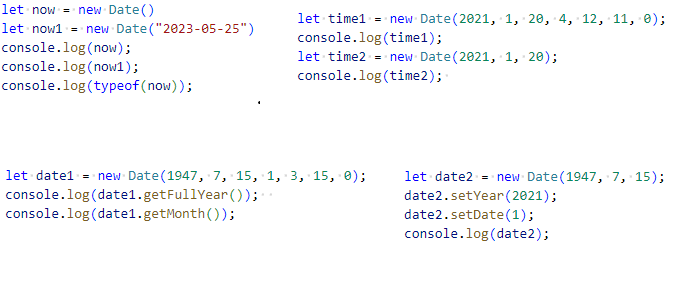 let now = new Date()
let now1 = new Date("2023-05-25")
console.log(now);
console.log(now1);
console.log(typeof(now));
let time1 = new Date(2021, 1, 20, 4, 12, 11, 0);
console.log(time1);
let time2 = new Date(2021, 1, 20);
console.log(time2);
let date1 = new Date(1947, 7, 15, 1, 3, 15, 0);
console.log(date1.getFullYear());
console.log(date1.getMonth());
let date2 = new Date(1947, 7, 15);
date2.setYear(2021);
date2.setDate(1);
console.log(date2);